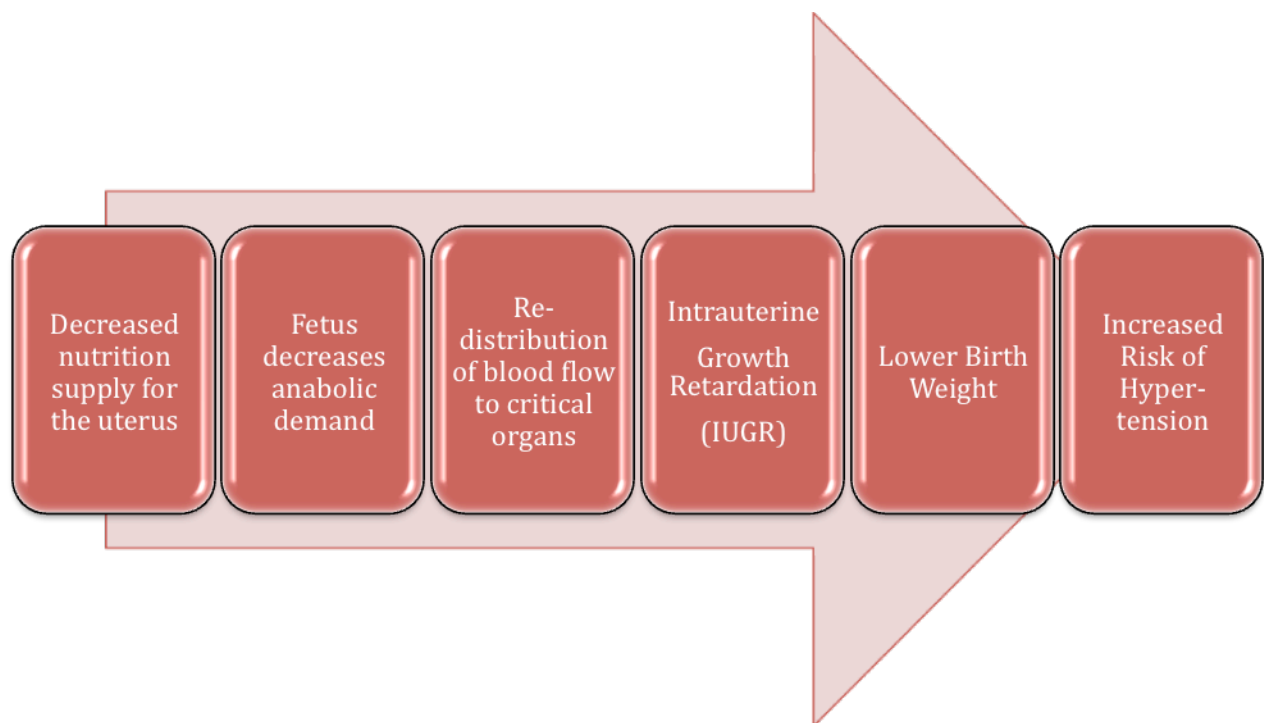 Decreased
nutrition
supply for
the uterus
Fetus
decreases
anabolic
demand
Re-
distribution
of blood flow
to critical
organs
Intrauterine
Growth
Retardation
(IUGR)
Lower Birth
Weight
Increased
Risk of
Hyper-
tension